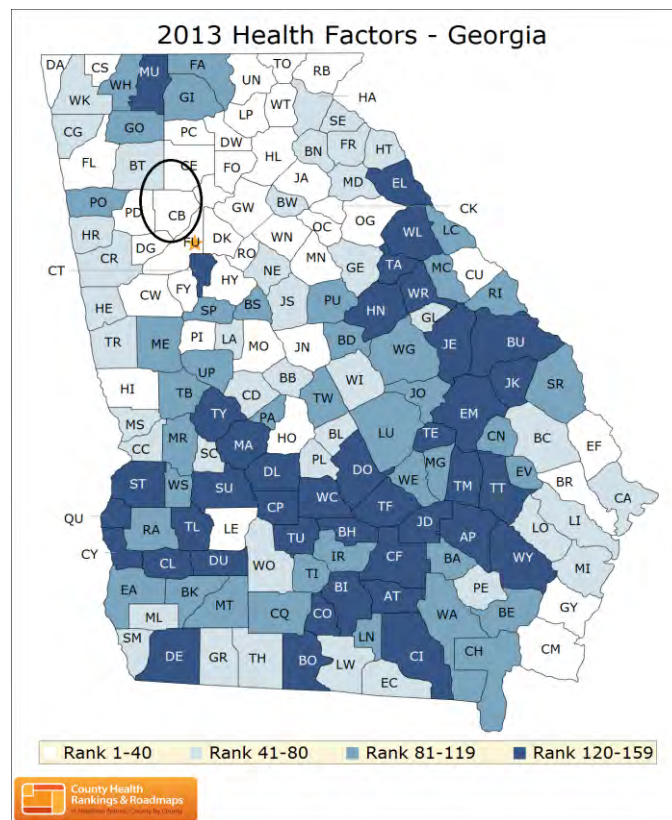 2013 Health Factors - Georgia
DA CS MU FA UN TO RB
WK WH GI WT HA
LP SE
CG GO PC DW BN FR HT
FL BT CE FO HL JA MD EL
PO PD CB GW BW CK
HR DG FU DK WN OC OG WL LC
CT CR RO MN TA MC CU
CW FY HY NE GE WR RI
HE SP BS JS PU HN GL
TR ME PI LA MO JN BD WG JE BU
UP BB WI JK SR
HI TB CD TW JO
TY PA EM
MS MR HO BL LU TE CN BC EF
CC SC MA PL
ST WS SU DL DO WE MG TM TT EV BR CA
QU WC
RA TL LE CP TF LO LI
CY CL DU TU BH JD AP WY
WO IR CF BA MI
EA BK TI BI PE
ML MT CQ CO AT WA BE GY
SM LN CH CM
DE GR TH BO LW CI
EC
Rank 1-40 Rank 41-80 Rank 81-119 Rank 120-159
County Health
Rankings & Roadmaps